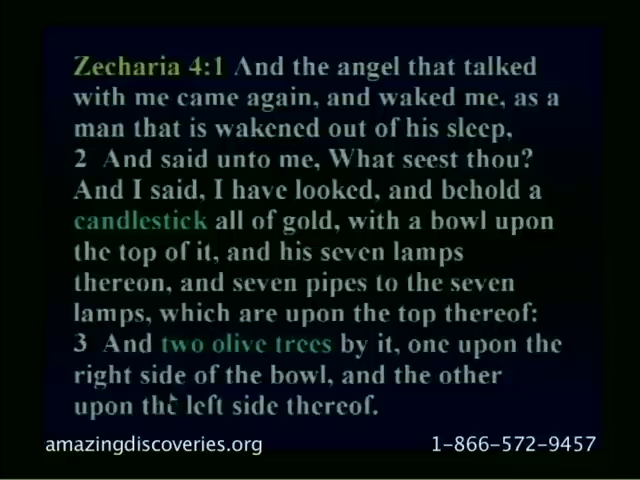 Zecharia 4:1 And the angel that talked
with me came again, and waked me, as a
man that is wakened out of his sleep,
2 And said unto me, What seest thou?
And I said, I have looked, and behold a
candlestick all of gold, with a bowl upon
the top of it, and his seven lamps
thereon, and seven pipes to the seven
lamps, which are upon the top thereof:
3 And two olive trees by it, one upon the
right side of the bowl, and the other
upon the left side thereof.
amazingdiscoveries.org 1-866-572-9457